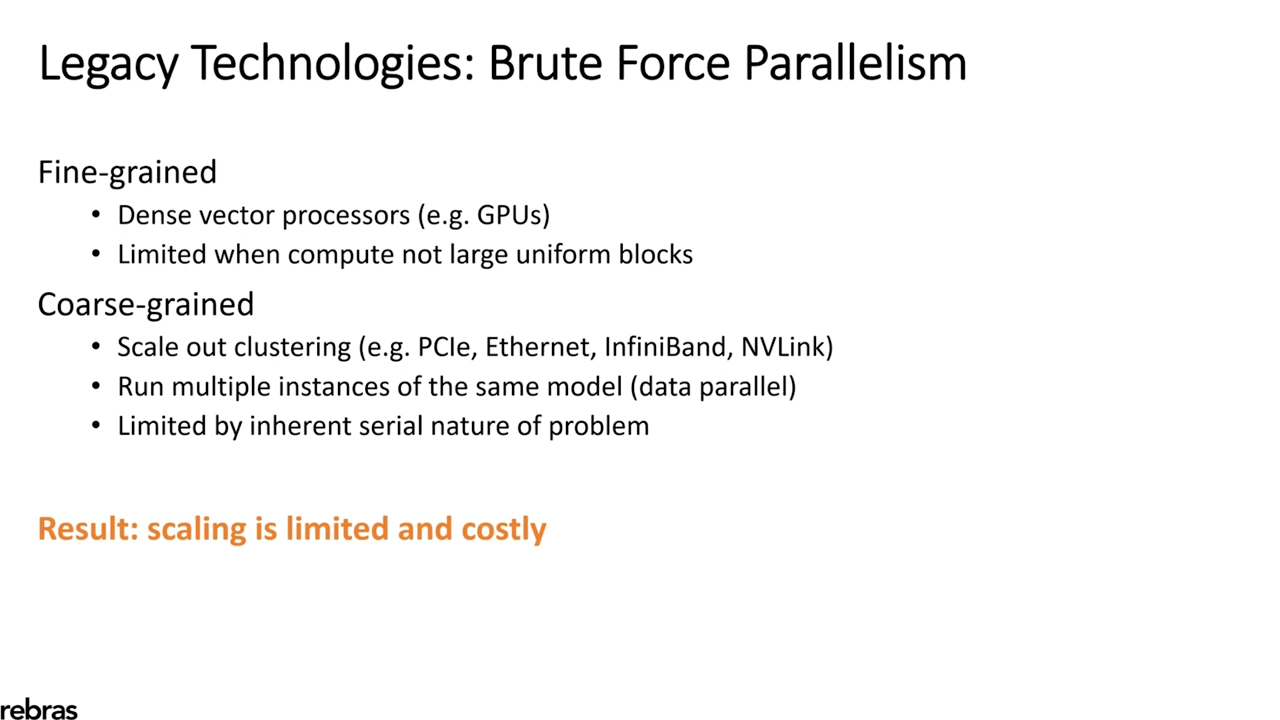 Legacy Technologies: Brute Force Parallelism
Fine-grained
• Dense vector processors (e.g. GPUs)
• Limited when compute not large uniform blocks
Coarse-grained
• Scale out clustering (e.g. PCIe, Ethernet, InfiniBand, NVLink)
• Run multiple instances of the same model (data parallel)
• Limited by inherent serial nature of problem
Result: scaling is limited and costly
rebras